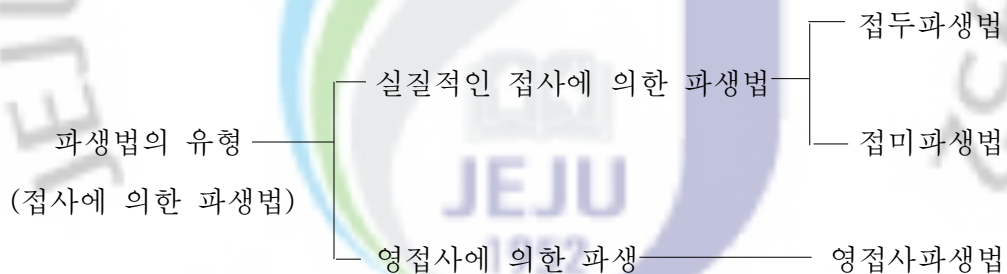 접두파생법
실질적인 접사에 의한 파생법
파생법의 유형
접미파생법
(접사에 의한 파생법)
영접사에 의한 파생
영접사파생법
JEJU
1952
JEJU